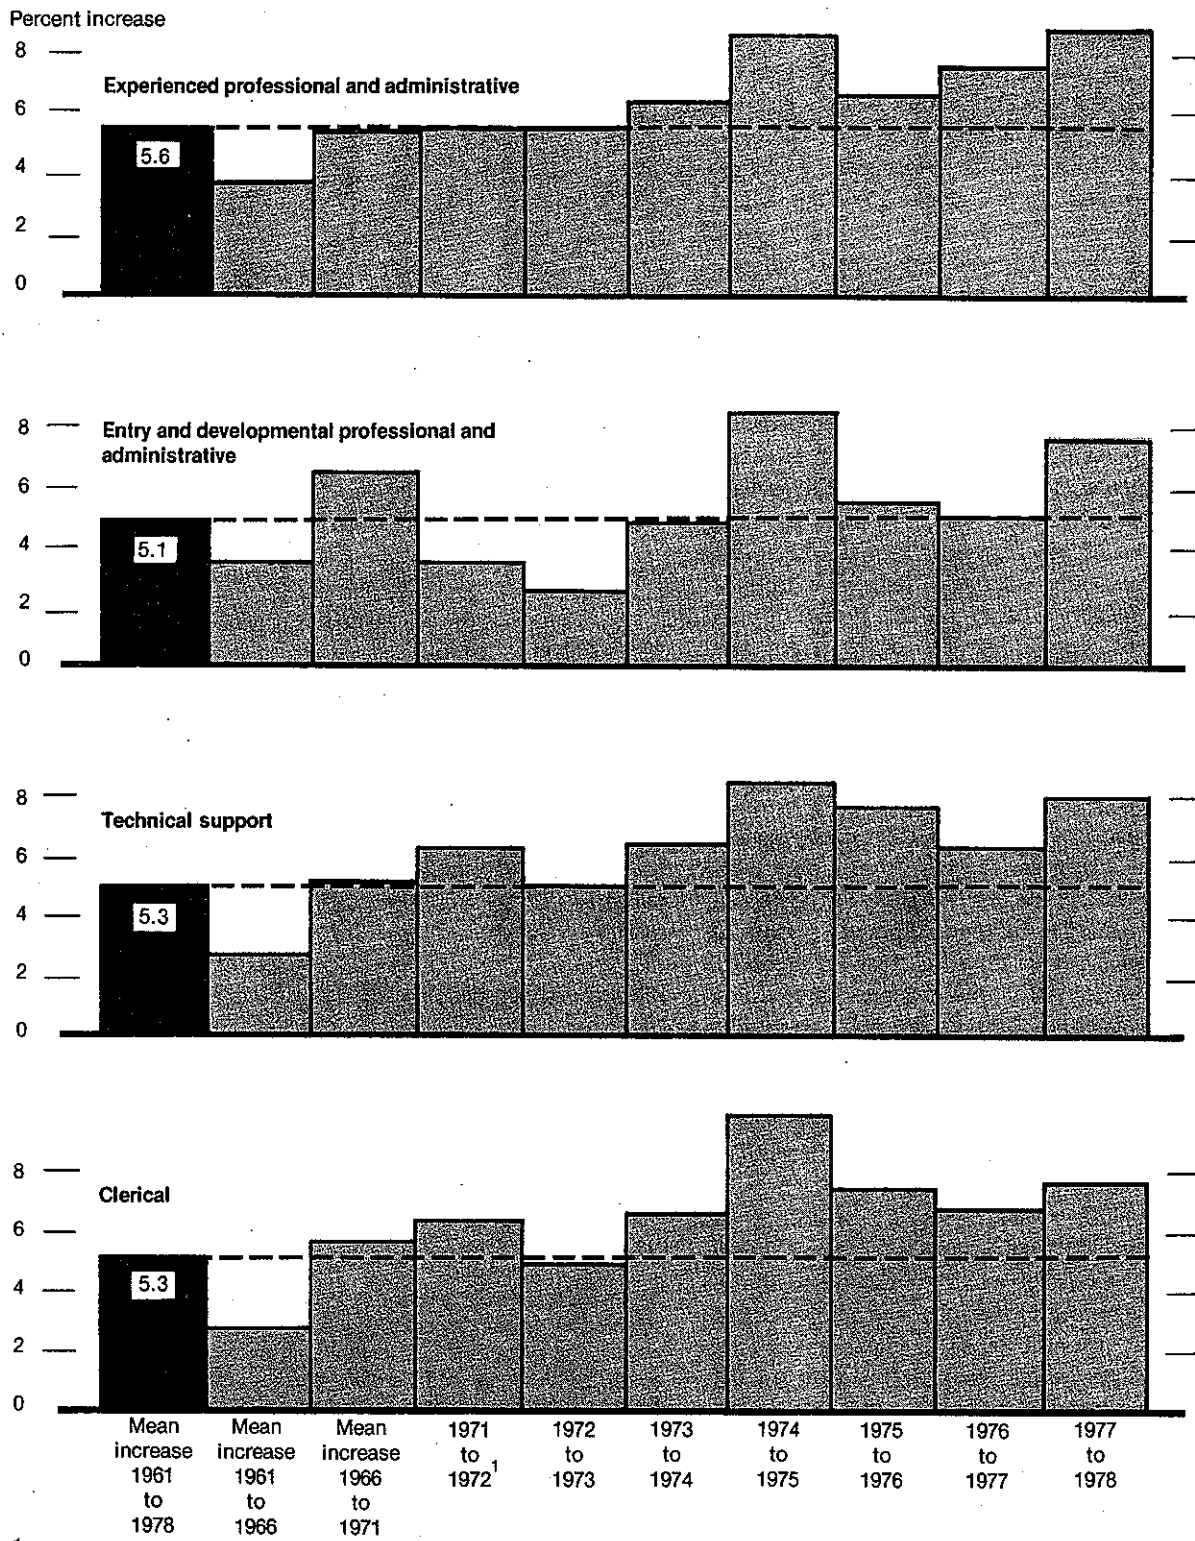 Percent increase
8
Experienced professional and administrative
6
5.6
4
2
0
8
Entry and developmental professional and
administrative
6
5.1
4
2
0
8
Technical support
6
5.3
4
2
0
8
Clerical
6
5.3
4
2
0
Mean increase 1961 to 1978
Mean increase 1961 to 1966
Mean increase 1966 to 1971
1971 to 1972¹
1972 to 1973
1973 to 1974
1974 to 1975
1975 to 1976
1976 to 1977
1977 to 1978